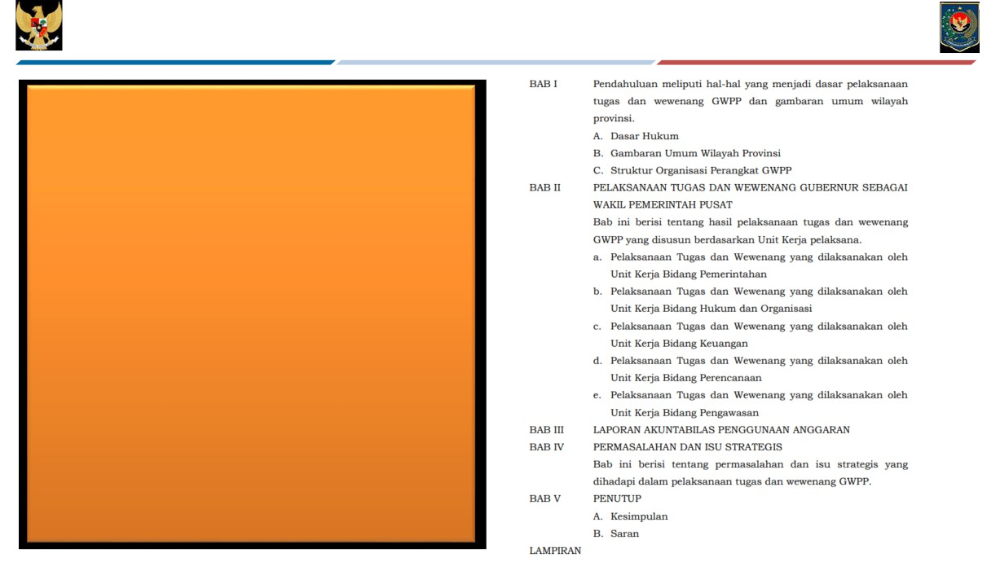 BAB I Pendahuluan meliputi hal-hal yang menjadi dasar pelaksanaan
tugas dan wewenang GWPP dan gambaran umum wilayah
provinsi.
A. Dasar Hukum
B. Gambaran Umum Wilayah Provinsi
C. Struktur Organisasi Perangkat GWPP
BAB II PELAKSANAAN TUGAS DAN WEWENANG GUBERNUR SEBAGAI
WAKIL PEMERINTAH PUSAT
Bab ini berisi tentang hasil pelaksanaan tugas dan wewenang
GWPP yang disusun berdasarkan Unit Kerja pelaksana.
a. Pelaksanaan Tugas dan Wewenang yang dilaksanakan oleh
Unit Kerja Bidang Pemerintahan
b. Pelaksanaan Tugas dan Wewenang yang dilaksanakan oleh
Unit Kerja Bidang Hukum dan Organisasi
c. Pelaksanaan Tugas dan Wewenang yang dilaksanakan oleh
Unit Kerja Bidang Keuangan
d. Pelaksanaan Tugas dan Wewenang yang dilaksanakan oleh
Unit Kerja Bidang Perencanaan
e. Pelaksanaan Tugas dan Wewenang yang dilaksanakan oleh
Unit Kerja Bidang Pengawasan
BAB III LAPORAN AKUNTABILAS PENGGUNAAN ANGGARAN
BAB IV PERMASALAHAN DAN ISU STRATEGIS
Bab ini berisi tentang permasalahan dan isu strategis yang
dihadapi dalam pelaksanaan tugas dan wewenang GWPP.
BAB V PENUTUP
A. Kesimpulan
B. Saran
LAMPIRAN